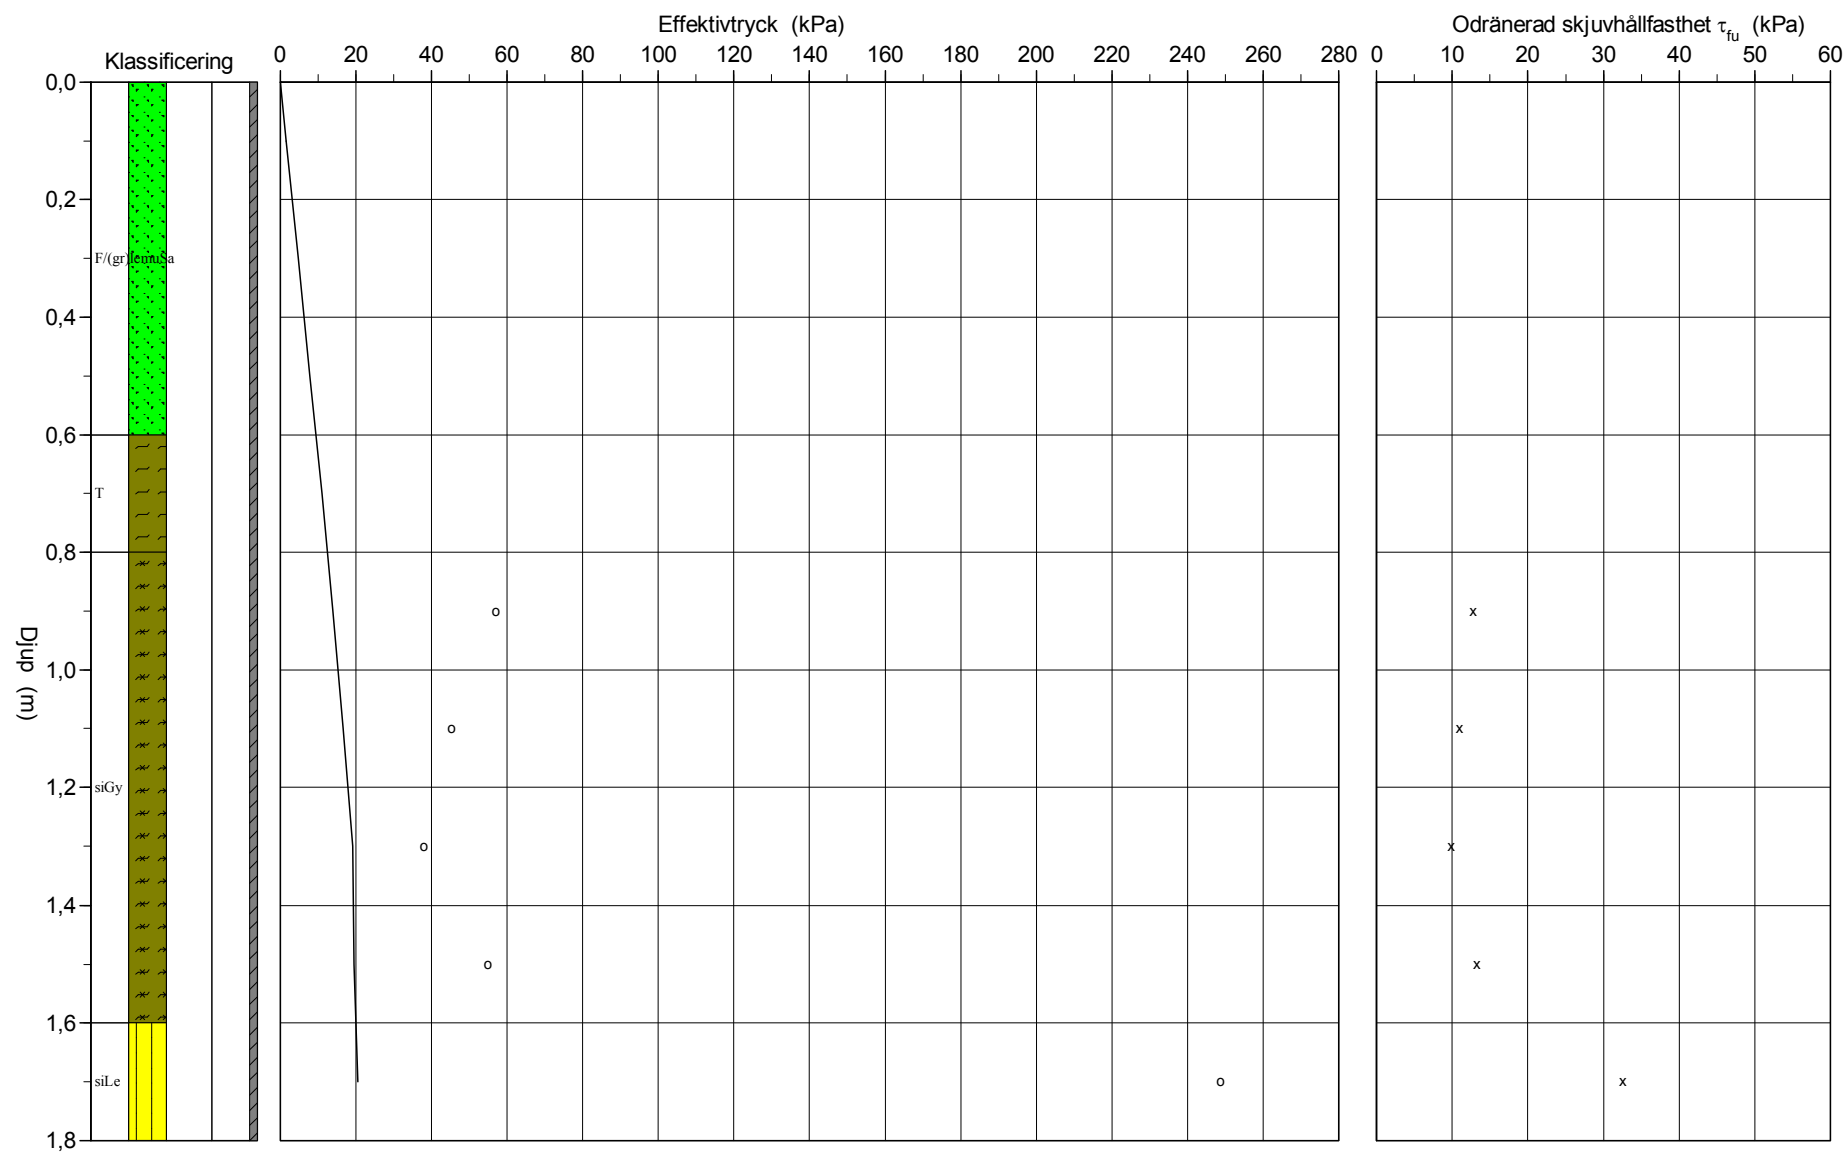 Effektivtryck (kPa)
Odränerad skjuvhållfasthet τfu (kPa)
Klassificering
0 20 40 60 80 100 120 140 160 180 200 220 240 260 280
0 10 20 30 40 50 60
0,0
0,2
F/(gr)lemuSa
0,4
0,6
T
0,8
o x
Djup (m)
1,0
o x
1,2
siGy
o x
1,4
o x
1,6
siLe
o x
1,8